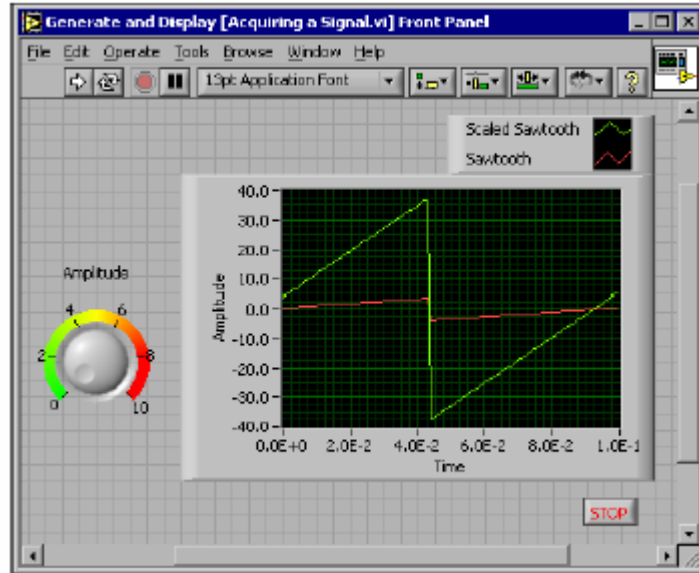 Generate and Display [Acquiring a Signal.vi] Front Panel
File Edit Operate Tools Browse Window Help
13pt Application Font
Scaled Sawtooth
Sawtooth
40.0
30.0
20.0
10.0
0.0
-10.0
-20.0
-30.0
-40.0
Amplitude
0.0E+0 2.0E-2 4.0E-2 6.0E-2 8.0E-2 1.0E-1
Time
Amplitude
4 6
2 8
0 10
STOP